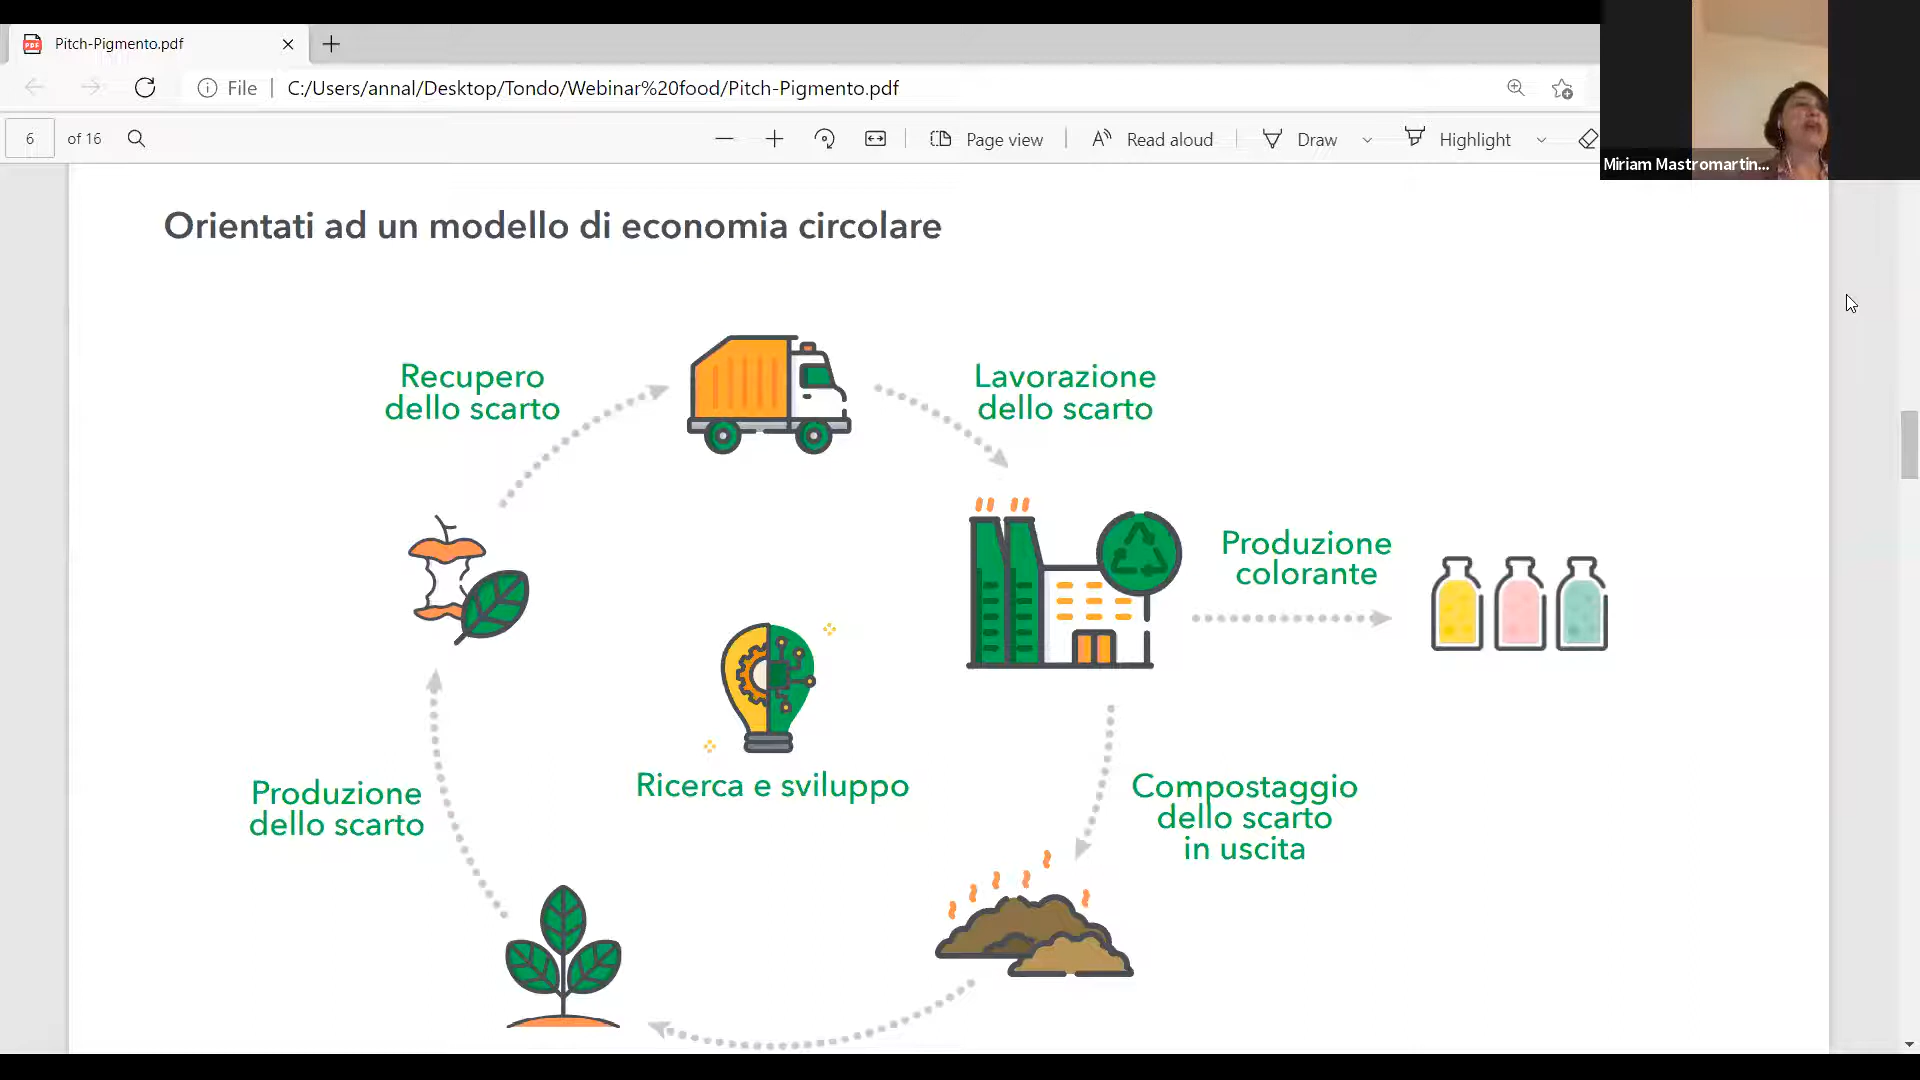 Pitch-Pigmento.pdf
File
C:/Users/annal/Desktop/Tondo/Webinar%20food/Pitch-Pigmento.pdf
6 of 16
Page view
Read aloud
Draw
Highlight
Miriam Mastromartin...
Orientati ad un modello di economia circolare
Recupero
dello scarto
Lavorazione
dello scarto
Produzione
colorante
Ricerca e sviluppo
Produzione
dello scarto
Compostaggio
dello scarto
in uscita